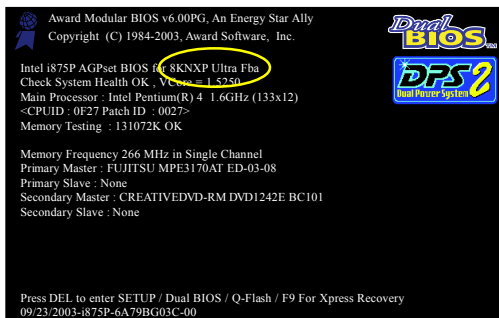 Award Modular BIOS v6.00PG, An Energy Star Ally
Copyright (C) 1984-2003, Award Software, Inc.
Dual
BIOS TM
Intel i875P AGPset BIOS for 8KNXP Ultra Fba
Check System Health OK , VCore = 1.5250
Main Processor : Intel Pentium(R) 4 1.6GHz (133x12)
<CPUID : 0F27 Patch ID : 0027>
Memory Testing : 131072K OK
DPS 2
Dual Power System
Memory Frequency 266 MHz in Single Channel
Primary Master : FUJITSU MPE3170AT ED-03-08
Primary Slave : None
Secondary Master : CREATIVEDVD-RM DVD1242E BC101
Secondary Slave : None
Press DEL to enter SETUP / Dual BIOS / Q-Flash / F9 For Xpress Recovery
09/23/2003-i875P-6A79BG03C-00